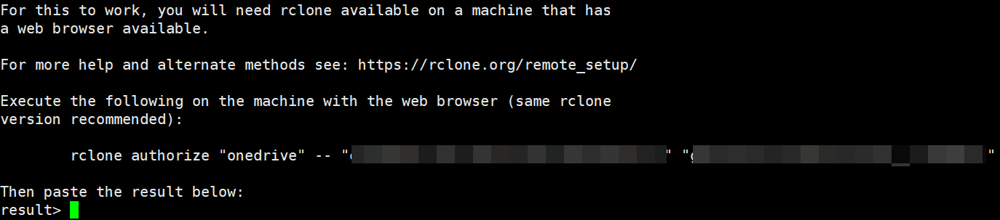 For this to work, you will need rclone available on a machine that has
a web browser available.
For more help and alternate methods see: https://rclone.org/remote_setup/
Execute the following on the machine with the web browser (same rclone
version recommended):
rclone authorize "onedrive" -- "" ""
Then paste the result below:
result>